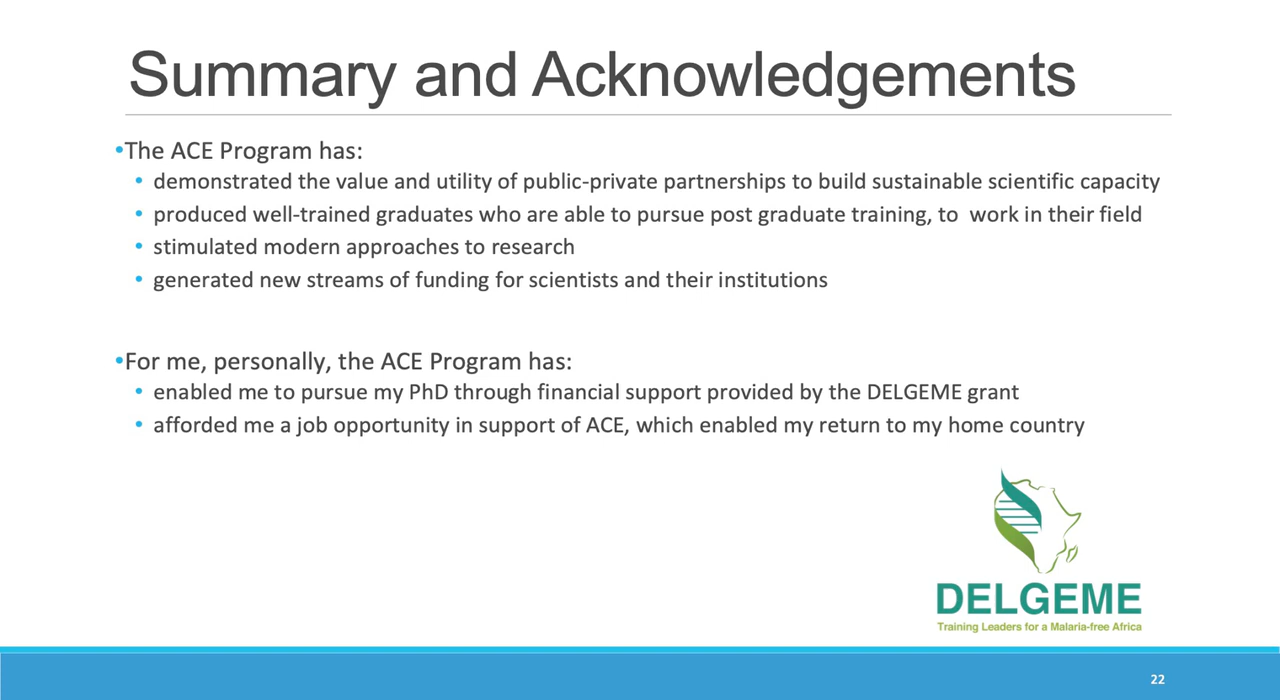 Summary and Acknowledgements
•The ACE Program has:
• demonstrated the value and utility of public-private partnerships to build sustainable scientific capacity
• produced well-trained graduates who are able to pursue post graduate training, to  work in their field
• stimulated modern approaches to research
• generated new streams of funding for scientists and their institutions
•For me, personally, the ACE Program has:
• enabled me to pursue my PhD through financial support provided by the DELGEME grant
• afforded me a job opportunity in support of ACE, which enabled my return to my home country
DELGEME
Training Leaders for a Malaria-free Africa
22